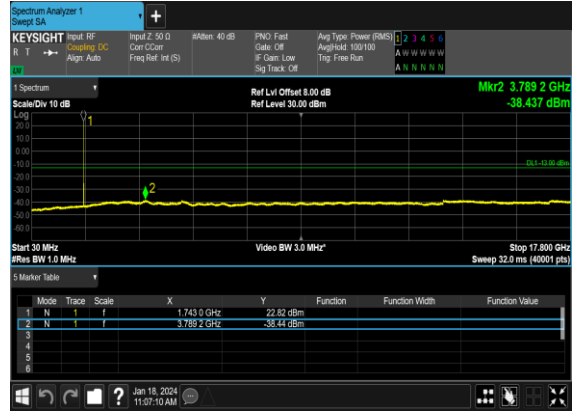 Spectrum Analyzer 1
Swept SA
+
KEYSIGHT Input: RF Input Z: 50 Ω #Atten: 40 dB PNO: Fast Avg Type: Power (RMS) 1 2 3 4 5 6
R T Coupling: DC Corr CCorr Gate: Off Avg|Hold: 100/100 A W W W W W
Align: Auto Freq Ref: Int (S) IF Gain: Low Trig: Free Run
LW Sig Track: Off A N N N N N
1 Spectrum Ref Lvl Offset 8.00 dB Mkr2 3.789 2 GHz
Scale/Div 10 dB Ref Level 30.00 dBm -38.437 dBm
Log
20.0
10.0
0.00
-10.0
-20.0
-30.0
-40.0
-50.0
-60.0
1
2
DL1 -13.00 dBm
Start 30 MHz Video BW 3.0 MHz* Stop 17.800 GHz
#Res BW 1.0 MHz Sweep 32.0 ms (40001 pts)
5 Marker Table
Mode Trace Scale X Y Function Function Width Function Value
1 N 1 f 1.743 0 GHz 22.82 dBm
2 N 1 f 3.789 2 GHz -38.44 dBm
3
4
5
6
? Jan 18, 2024
11:07:10 AM